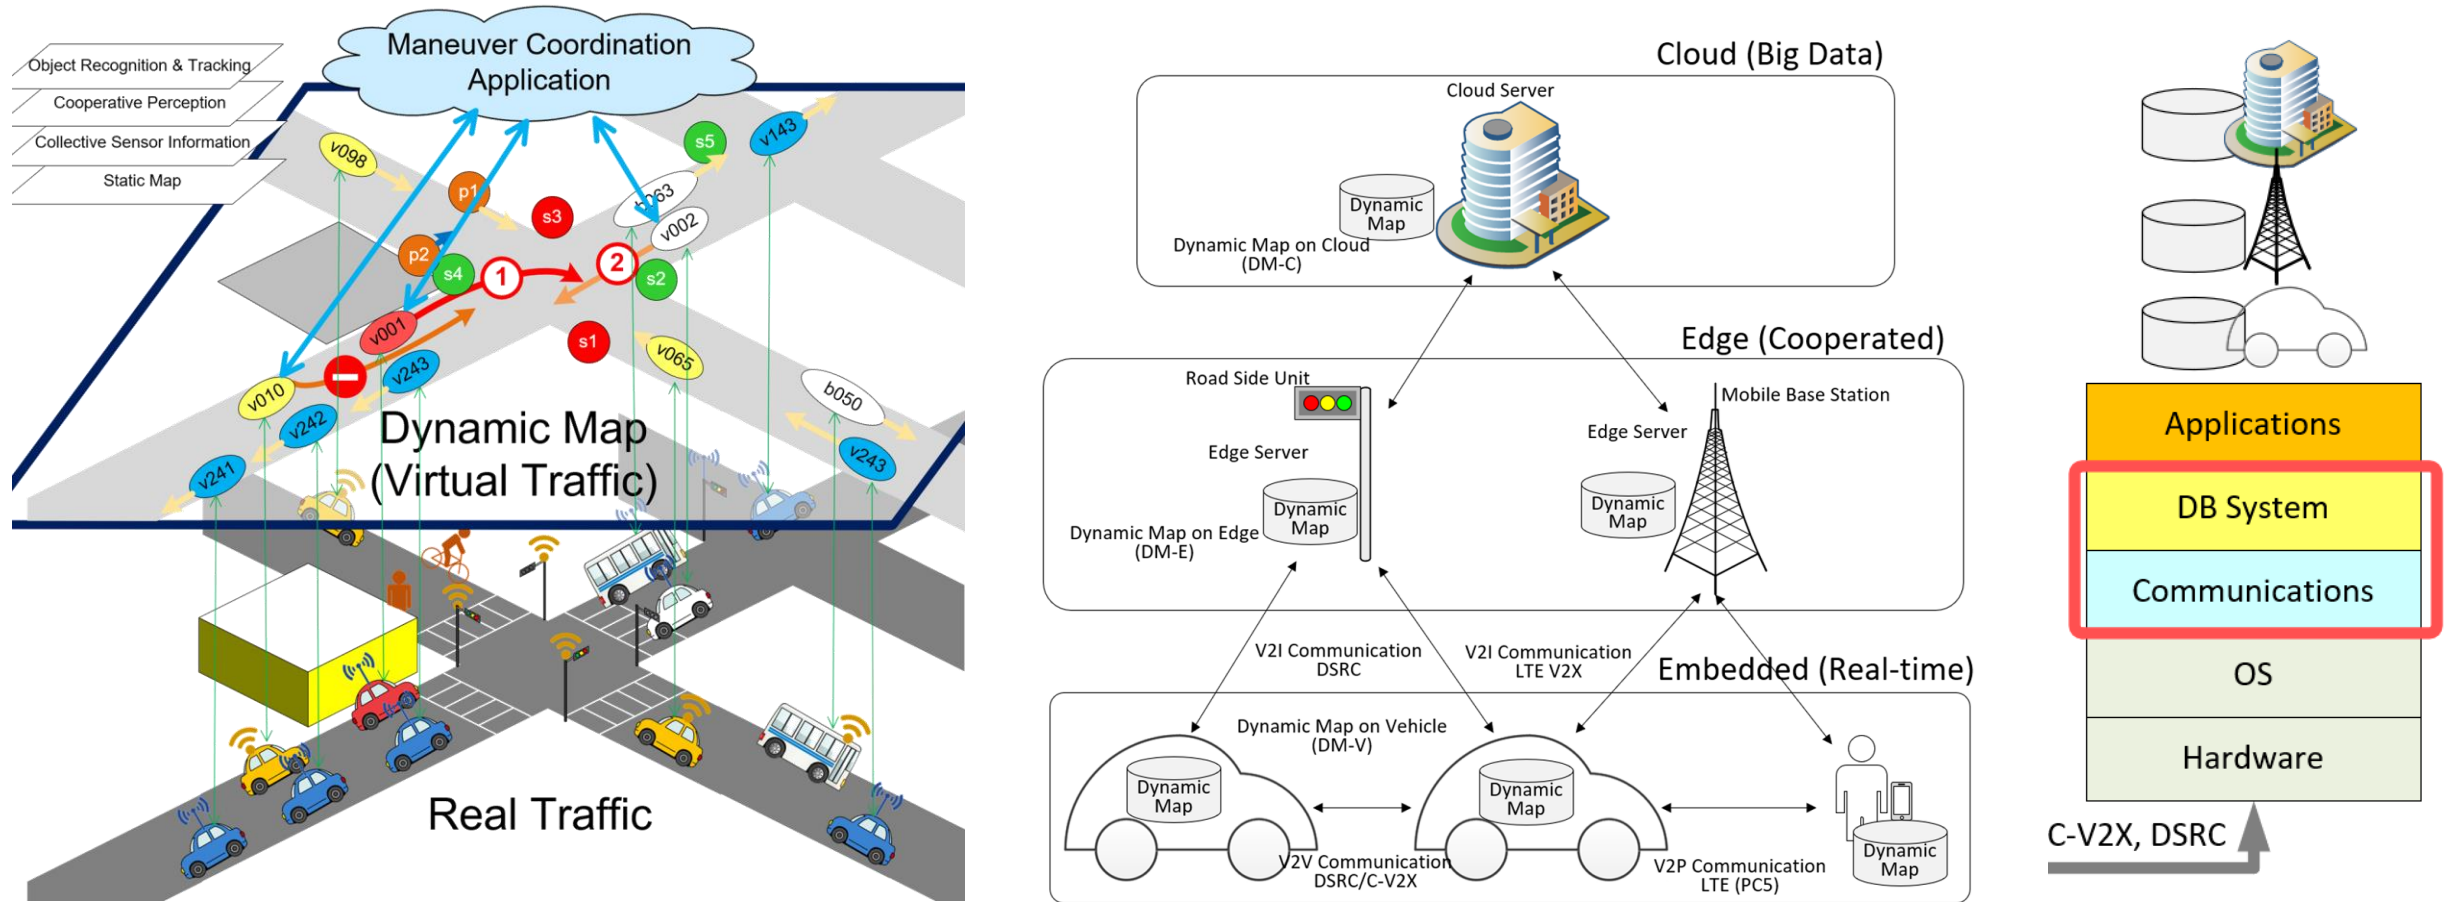 Object Recognition & Tracking
Cooperative Perception
Collective Sensor Information
Static Map
Maneuver Coordination
Application
v098
p1
p2
s3
s4
s5
v143
b063
v002
1
2
s2
s1
v001
v065
v243
v010
v242
v241
b050
v243
Dynamic Map
(Virtual Traffic)
Real Traffic
Cloud (Big Data)
Cloud Server
Dynamic
Map
Dynamic Map on Cloud
(DM-C)
Edge (Cooperated)
Road Side Unit
Edge Server
Dynamic
Map
Dynamic Map on Edge
(DM-E)
Mobile Base Station
Edge Server
Dynamic
Map
V2I Communication
DSRC
V2I Communication
LTE V2X
Embedded (Real-time)
Dynamic Map on Vehicle
(DM-V)
Dynamic
Map
Dynamic
Map
Dynamic
Map
V2V Communication
DSRC/C-V2X
V2P Communication
LTE (PC5)
Applications
DB System
Communications
OS
Hardware
C-V2X, DSRC